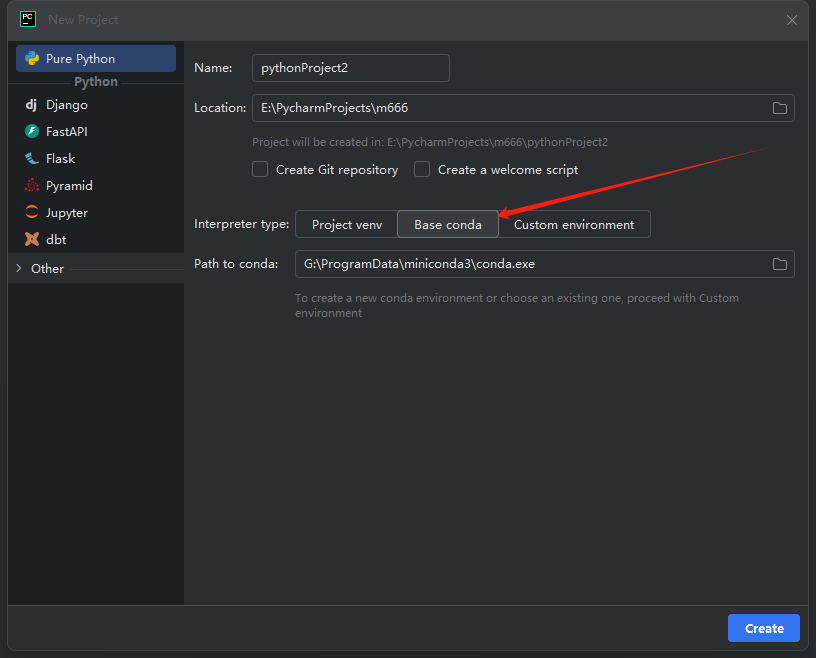 PC New Project
Pure Python
Python
dj Django
FastAPI
Flask
Pyramid
Jupyter
dbt
Other
Name: pythonProject2
Location: E:\PycharmProjects\m666
Project will be created in: E:\PycharmProjects\m666\pythonProject2
Create Git repository Create a welcome script
Interpreter type: Project venv Base conda Custom environment
Path to conda: G:\ProgramData\miniconda3\conda.exe
To create a new conda environment or choose an existing one, proceed with Custom
environment
Create